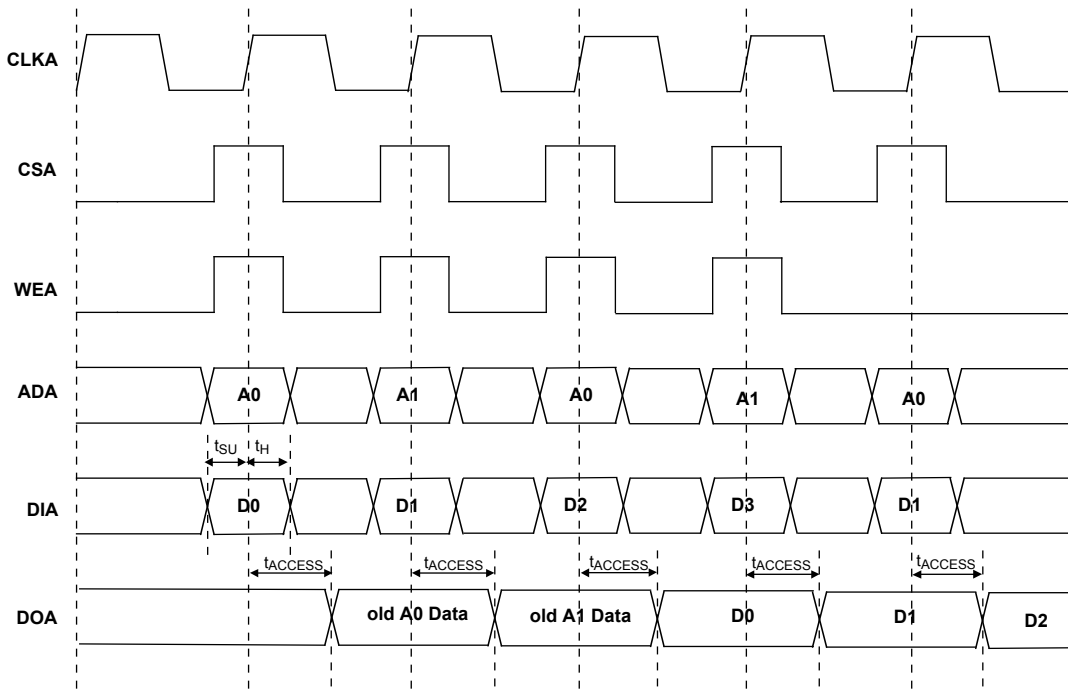 CLKA
CSA
WEA
ADA A0 A1 A0 A1 A0
tSU tH
DIA D0 D1 D2 D3 D1
tACCESS tACCESS tACCESS tACCESS tACCESS
DOA old A0 Data old A1 Data D0 D1 D2